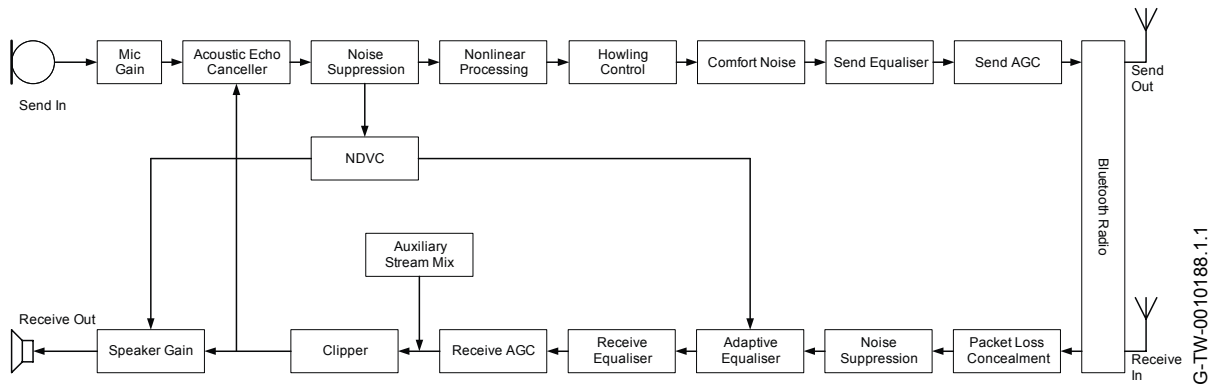 Mic
Gain
Acoustic Echo
Canceller
Noise
Suppression
Nonlinear
Processing
Howling
Control
Comfort Noise
Send Equaliser
Send AGC
Send In
Send
Out
NDVC
Bluetooth Radio
Auxiliary
Stream Mix
Receive Out
Speaker Gain
Clipper
Receive AGC
Receive
Equaliser
Adaptive
Equaliser
Noise
Suppression
Packet Loss
Concealment
Receive
In
G-TW-0010188.1.1